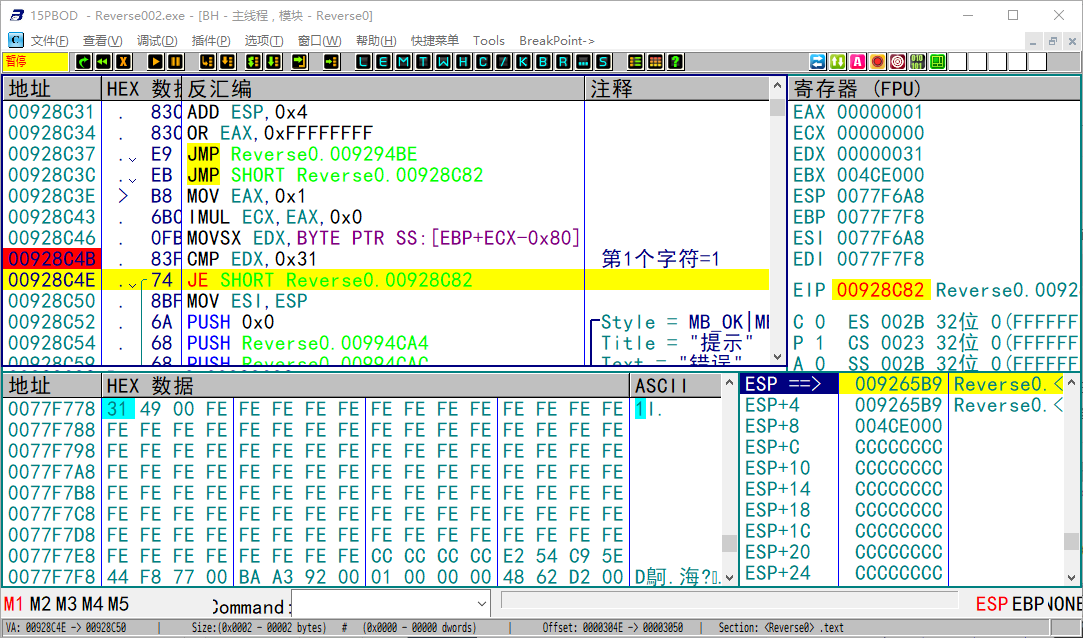 15PBOD - Reverse002.exe - [BH - 主线程 , 模块 - Reverse0]
文件(F) 查看(V) 调试(D) 插件(P) 选项(T) 窗口(W) 帮助(H) 快捷菜单 Tools BreakPoint->
暂停 L E M T W H C / K B R ... S ?
地址 HEX 数据 反汇编 注释
00928C31 . 83C ADD ESP,0x4
00928C34 . 83C OR EAX,0xFFFFFFFF
00928C37 . E9 JMP Reverse0.009294BE
00928C3C . EB JMP SHORT Reverse0.00928C82
00928C3E > B8 MOV EAX,0x1
00928C43 . 6BC IMUL ECX,EAX,0x0
00928C46 . 0FB MOVSX EDX,BYTE PTR SS:[EBP+ECX-0x80]
00928C4B . 83F CMP EDX,0x31 第1个字符=1
00928C4E . 74 JE SHORT Reverse0.00928C82
00928C50 . 8BF MOV ESI,ESP
00928C52 . 6A PUSH 0x0 Style = MB_OK|MB
00928C54 . 68 PUSH Reverse0.00994CA4 Title = "提示"
00928C59 . 68 PUSH Reverse0.00994CAC Text = "错误"
寄存器 (FPU)
EAX 00000001
ECX 00000000
EDX 00000031
EBX 004CE000
ESP 0077F6A8
EBP 0077F7F8
ESI 0077F6A8
EDI 0077F7F8
EIP 00928C82 Reverse0.0092
C 0 ES 002B 32位 0(FFFFFF
P 1 CS 0023 32位 0(FFFFFF
A 0 SS 002B 32位 0(FFFFFF
地址 HEX 数据 ASCII
0077F778 31 49 00 FE FE FE FE FE FE FE FE FE FE FE FE FE 1I.
0077F788 FE FE FE FE FE FE FE FE FE FE FE FE FE FE FE FE
0077F798 FE FE FE FE FE FE FE FE FE FE FE FE FE FE FE FE
0077F7A8 FE FE FE FE FE FE FE FE FE FE FE FE FE FE FE FE
0077F7B8 FE FE FE FE FE FE FE FE FE FE FE FE FE FE FE FE
0077F7C8 FE FE FE FE FE FE FE FE FE FE FE FE FE FE FE FE
0077F7D8 FE FE FE FE FE FE FE FE FE FE FE FE FE FE FE FE
0077F7E8 FE FE FE FE FE FE FE FE CC CC CC CC E2 54 C9 5E
0077F7F8 44 F8 77 00 BA A3 92 00 01 00 00 00 48 62 D2 00
ESP ==> 009265B9 Reverse0.<
ESP+4 009265B9 Reverse0.<
ESP+8 004CE000
ESP+C CCCCCCCC
ESP+10 CCCCCCCC
ESP+14 CCCCCCCC
ESP+18 CCCCCCCC
ESP+1C CCCCCCCC
ESP+20 CCCCCCCC
ESP+24 CCCCCCCC
M1 M2 M3 M4 M5 Command: ESP EBP NONE
VA: 00928C4E -> 00928C50 | Size:(0x0002 - 00002 bytes) # (0x0000 - 00000 dwords) | Offset: 0000304E -> 00003050 | Section: <Reverse0> .text